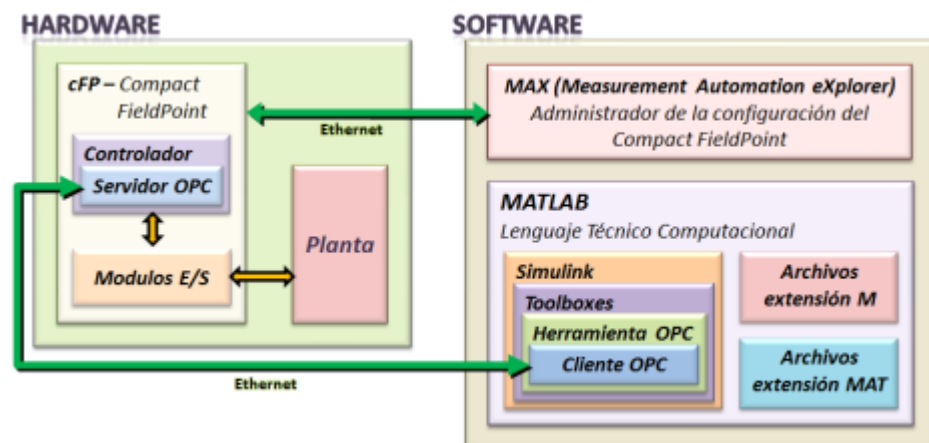 HARDWARE
cFP – Compact
FieldPoint
Controlador
Servidor OPC
Modulos E/S
Planta
Ethernet
Ethernet
SOFTWARE
MAX (Measurement Automation eXplorer)
Administrador de la configuración del
Compact FieldPoint
MATLAB
Lenguaje Técnico Computacional
Simulink
Toolboxes
Herramienta OPC
Cliente OPC
Archivos
extensión M
Archivos
extensión MAT